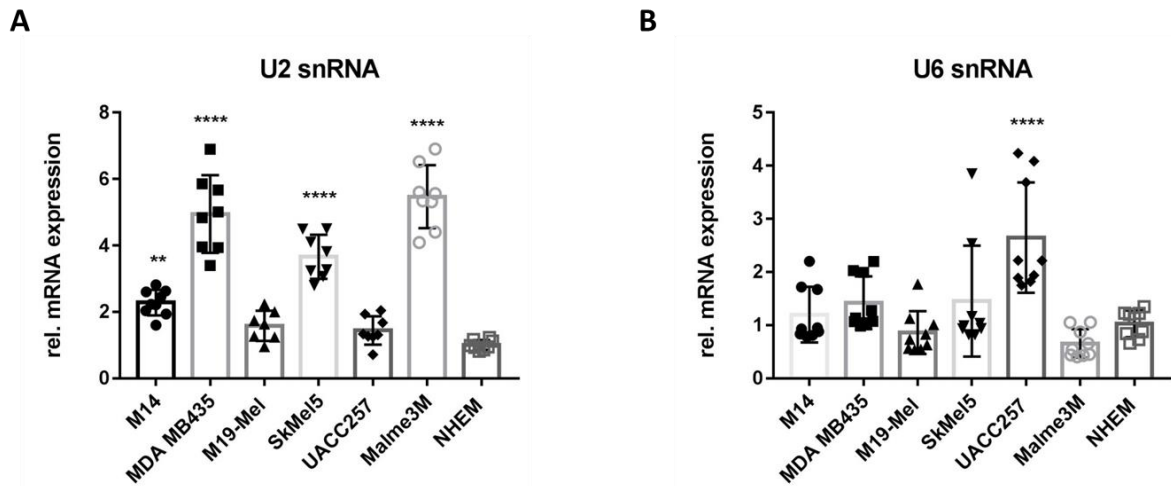 A
U2 snRNA
rel. mRNA expression
8
6
4
2
0
**
****
****
****
M14
MDA MB435
M19-Mel
SkMel5
UACC257
Malme3M
NHEM
B
U6 snRNA
rel. mRNA expression
5
4
3
2
1
0
****
M14
MDA MB435
M19-Mel
SkMel5
UACC257
Malme3M
NHEM